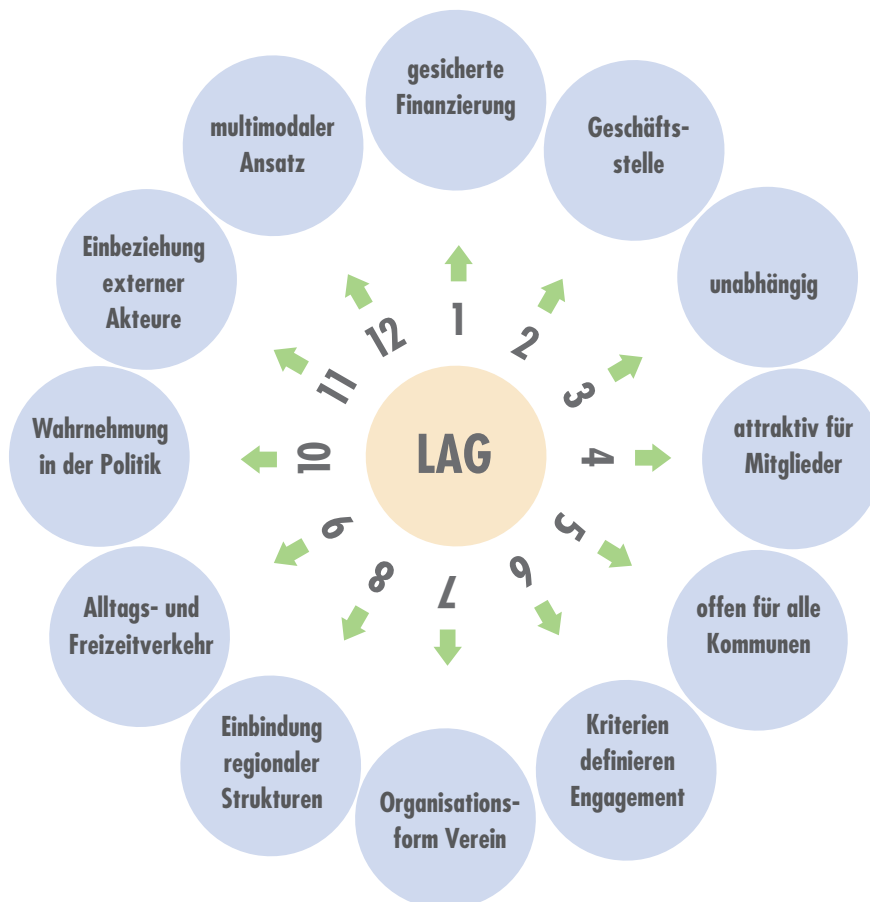 gesicherte
Finanzierung
Geschäfts-
stelle
unabhängig
attraktiv für
Mitglieder
offen für alle
Kommunen
Kriterien
definieren
Engagement
Organisations-
form Verein
Einbindung
regionaler
Strukturen
Alltags- und
Freizeitverkehr
Wahrnehmung
in der Politik
Einbeziehung
externer
Akteure
multimodaler
Ansatz
1
2
3
4
5
6
7
8
9
10
11
12
LAG